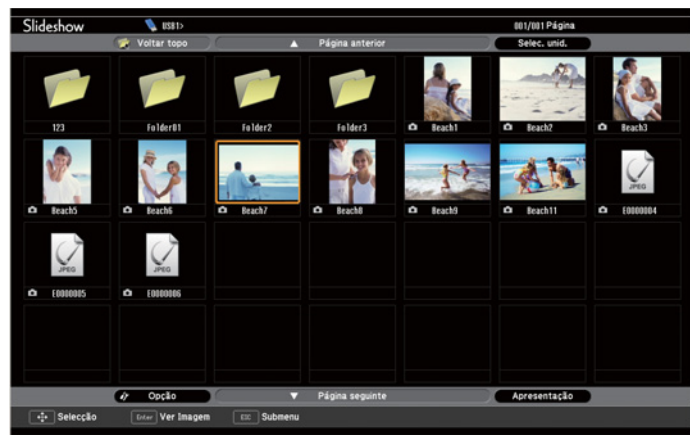 Slideshow USB1> 001/001 Página
Voltar topo ▲ Página anterior Selec. unid.
123 Folder01 Folder2 Folder3 Beach1 Beach2 Beach3
Beach5 Beach6 Beach7 Beach8 Beach9 Beach11 JPEG E0000004
JPEG JPEG
E0000005 E0000006
Opção ▼ Página seguinte Apresentação
Selecção Enter Ver Imagem ESC Submenu